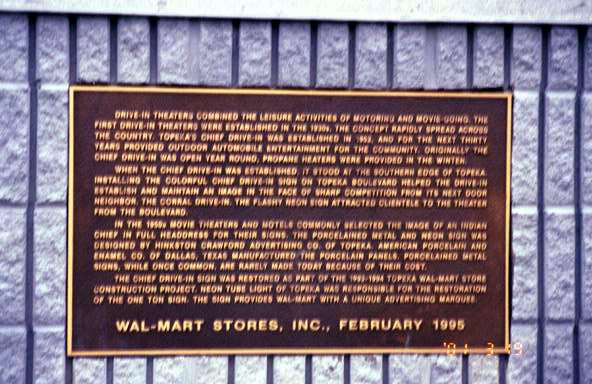 DRIVE-IN THEATERS COMBINED THE LEISURE ACTIVITIES OF MOTORING AND MOVIE-GOING. THE
FIRST DRIVE-IN THEATERS WERE ESTABLISHED IN THE 1930s. THE CONCEPT RAPIDLY SPREAD ACROSS
THE COUNTRY. TOPEKA'S CHIEF DRIVE-IN WAS ESTABLISHED IN AND FOR THE NEXT THIRTY
YEARS PROVIDED OUTDOOR AUTOMOBILE ENTERTAINMENT FOR THE COMMUNITY. ORIGINALLY THE
CHIEF DRIVE-IN WAS OPEN YEAR ROUND. PROPANE HEATERS WERE PROVIDED IN THE WINTER.
WHEN THE CHIEF DRIVE-IN WAS ESTABLISHED, IT STOOD AT THE SOUTHERN EDGE OF TOPEKA.
INSTALLING THE COLORFUL CHIEF DRIVE-IN SIGN ON TOPEKA BOULEVARD HELPED THE DRIVE-IN
ESTABLISH AND MAINTAIN AN IMAGE IN THE FACE OF SHARP COMPETITION FROM ITS NEXT DOOR
NEIGHBOR, THE CORRAL DRIVE-IN. THE FLASHY NEON SIGN ATTRACTED CLIENTELE TO THE THEATER
FROM THE BOULEVARD.
IN THE 1950s MOVIE THEATERS AND MOTELS COMMONLY SELECTED THE IMAGE OF AN INDIAN
CHIEF IN FULL HEADDRESS FOR THEIR SIGNS. THE PORCELAINED METAL AND NEON SIGN WAS
DESIGNED BY HINKSTON CRAWFORD ADVERTISING CO. OF TOPEKA. AMERICAN PORCELAIN AND
ENAMEL CO. OF DALLAS, TEXAS MANUFACTURED THE PORCELAIN PANELS. PORCELAINED METAL
SIGNS, WHILE ONCE COMMON, ARE RARELY MADE TODAY BECAUSE OF THEIR COST.
THE CHIEF DRIVE-IN SIGN WAS RESTORED AS PART OF THE 1993-1994 TOPEKA WAL-MART STORE
CONSTRUCTION PROJECT. NEON TUBE LIGHT OF TOPEKA WAS RESPONSIBLE FOR THE RESTORATION
OF THE ONE TON SIGN. THE SIGN PROVIDES WAL-MART WITH A UNIQUE ADVERTISING MARQUEE.
WAL-MART STORES, INC., FEBRUARY 1995